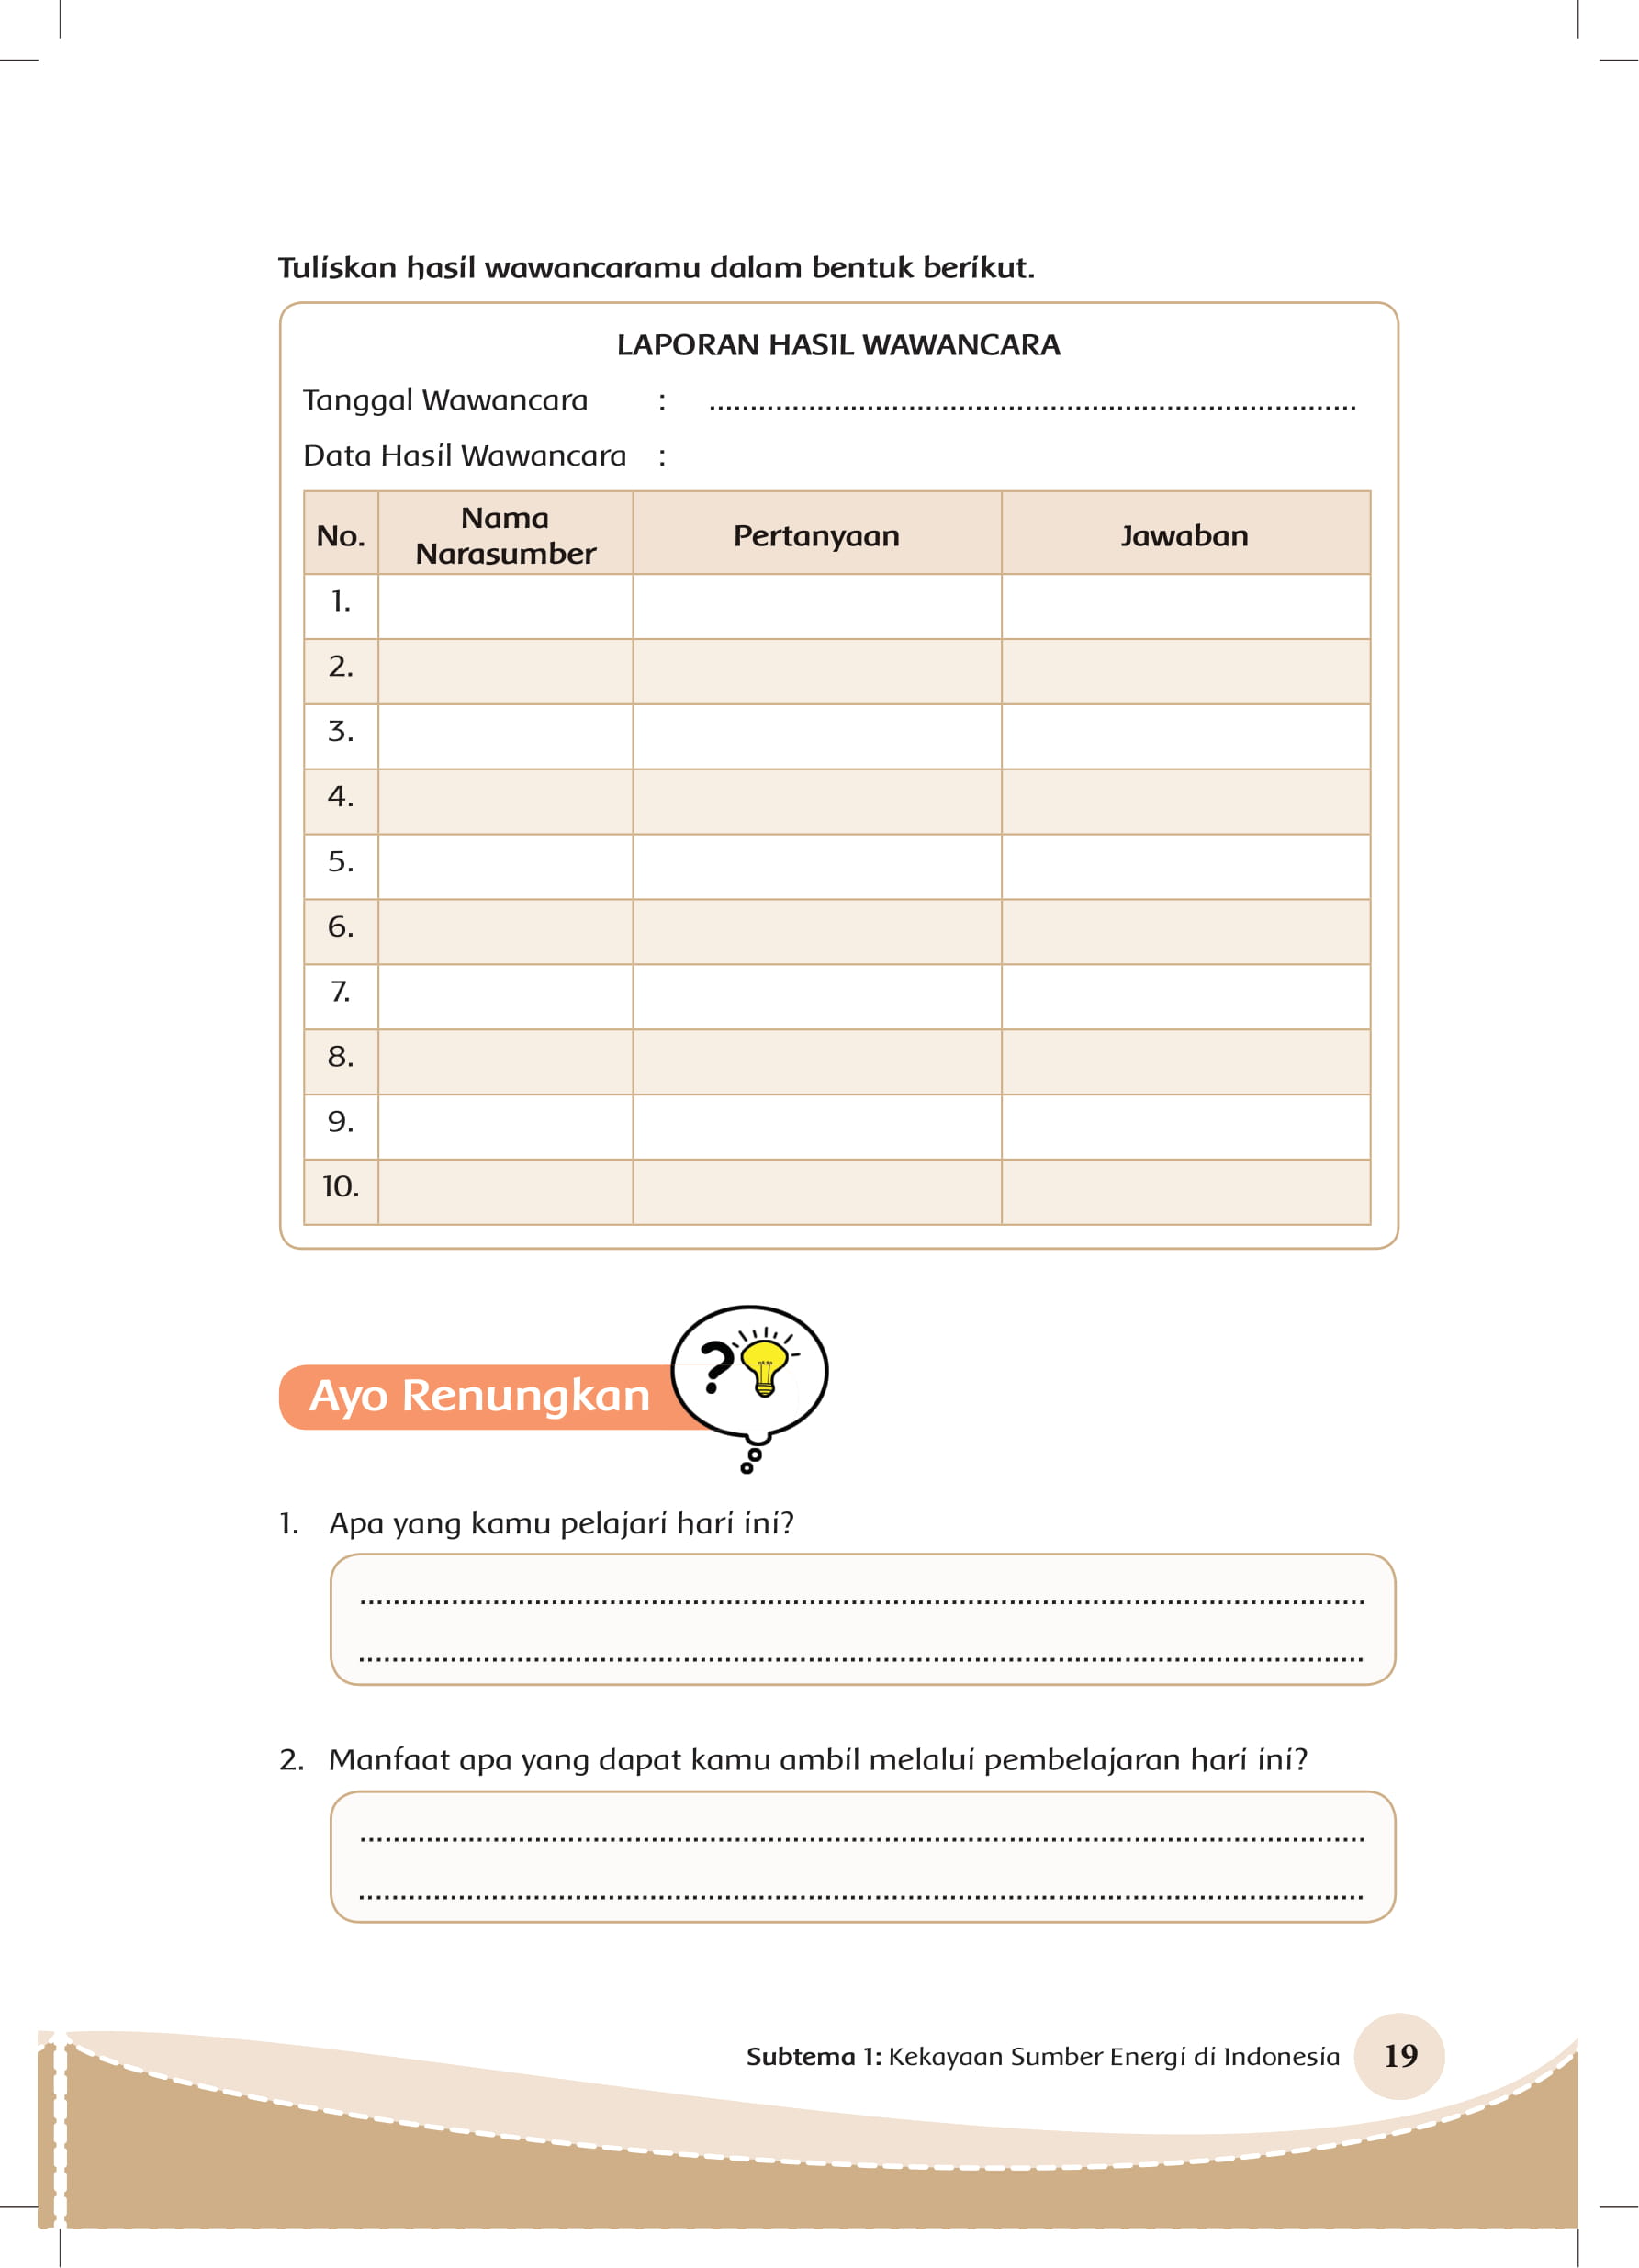 Tuliskan hasil wawancaramu dalam bentuk berikut.
LAPORAN HASIL WAWANCARA
Tanggal Wawancara : ..............................................................................
Data Hasil Wawancara :
No. Nama Narasumber Pertanyaan Jawaban
1.
2.
3.
4.
5.
6.
7.
8.
9.
10.
?
Ayo Renungkan
1. Apa yang kamu pelajari hari ini?
..........................................................................................................................
..........................................................................................................................
2. Manfaat apa yang dapat kamu ambil melalui pembelajaran hari ini?
..........................................................................................................................
..........................................................................................................................
Subtema 1: Kekayaan Sumber Energi di Indonesia 19